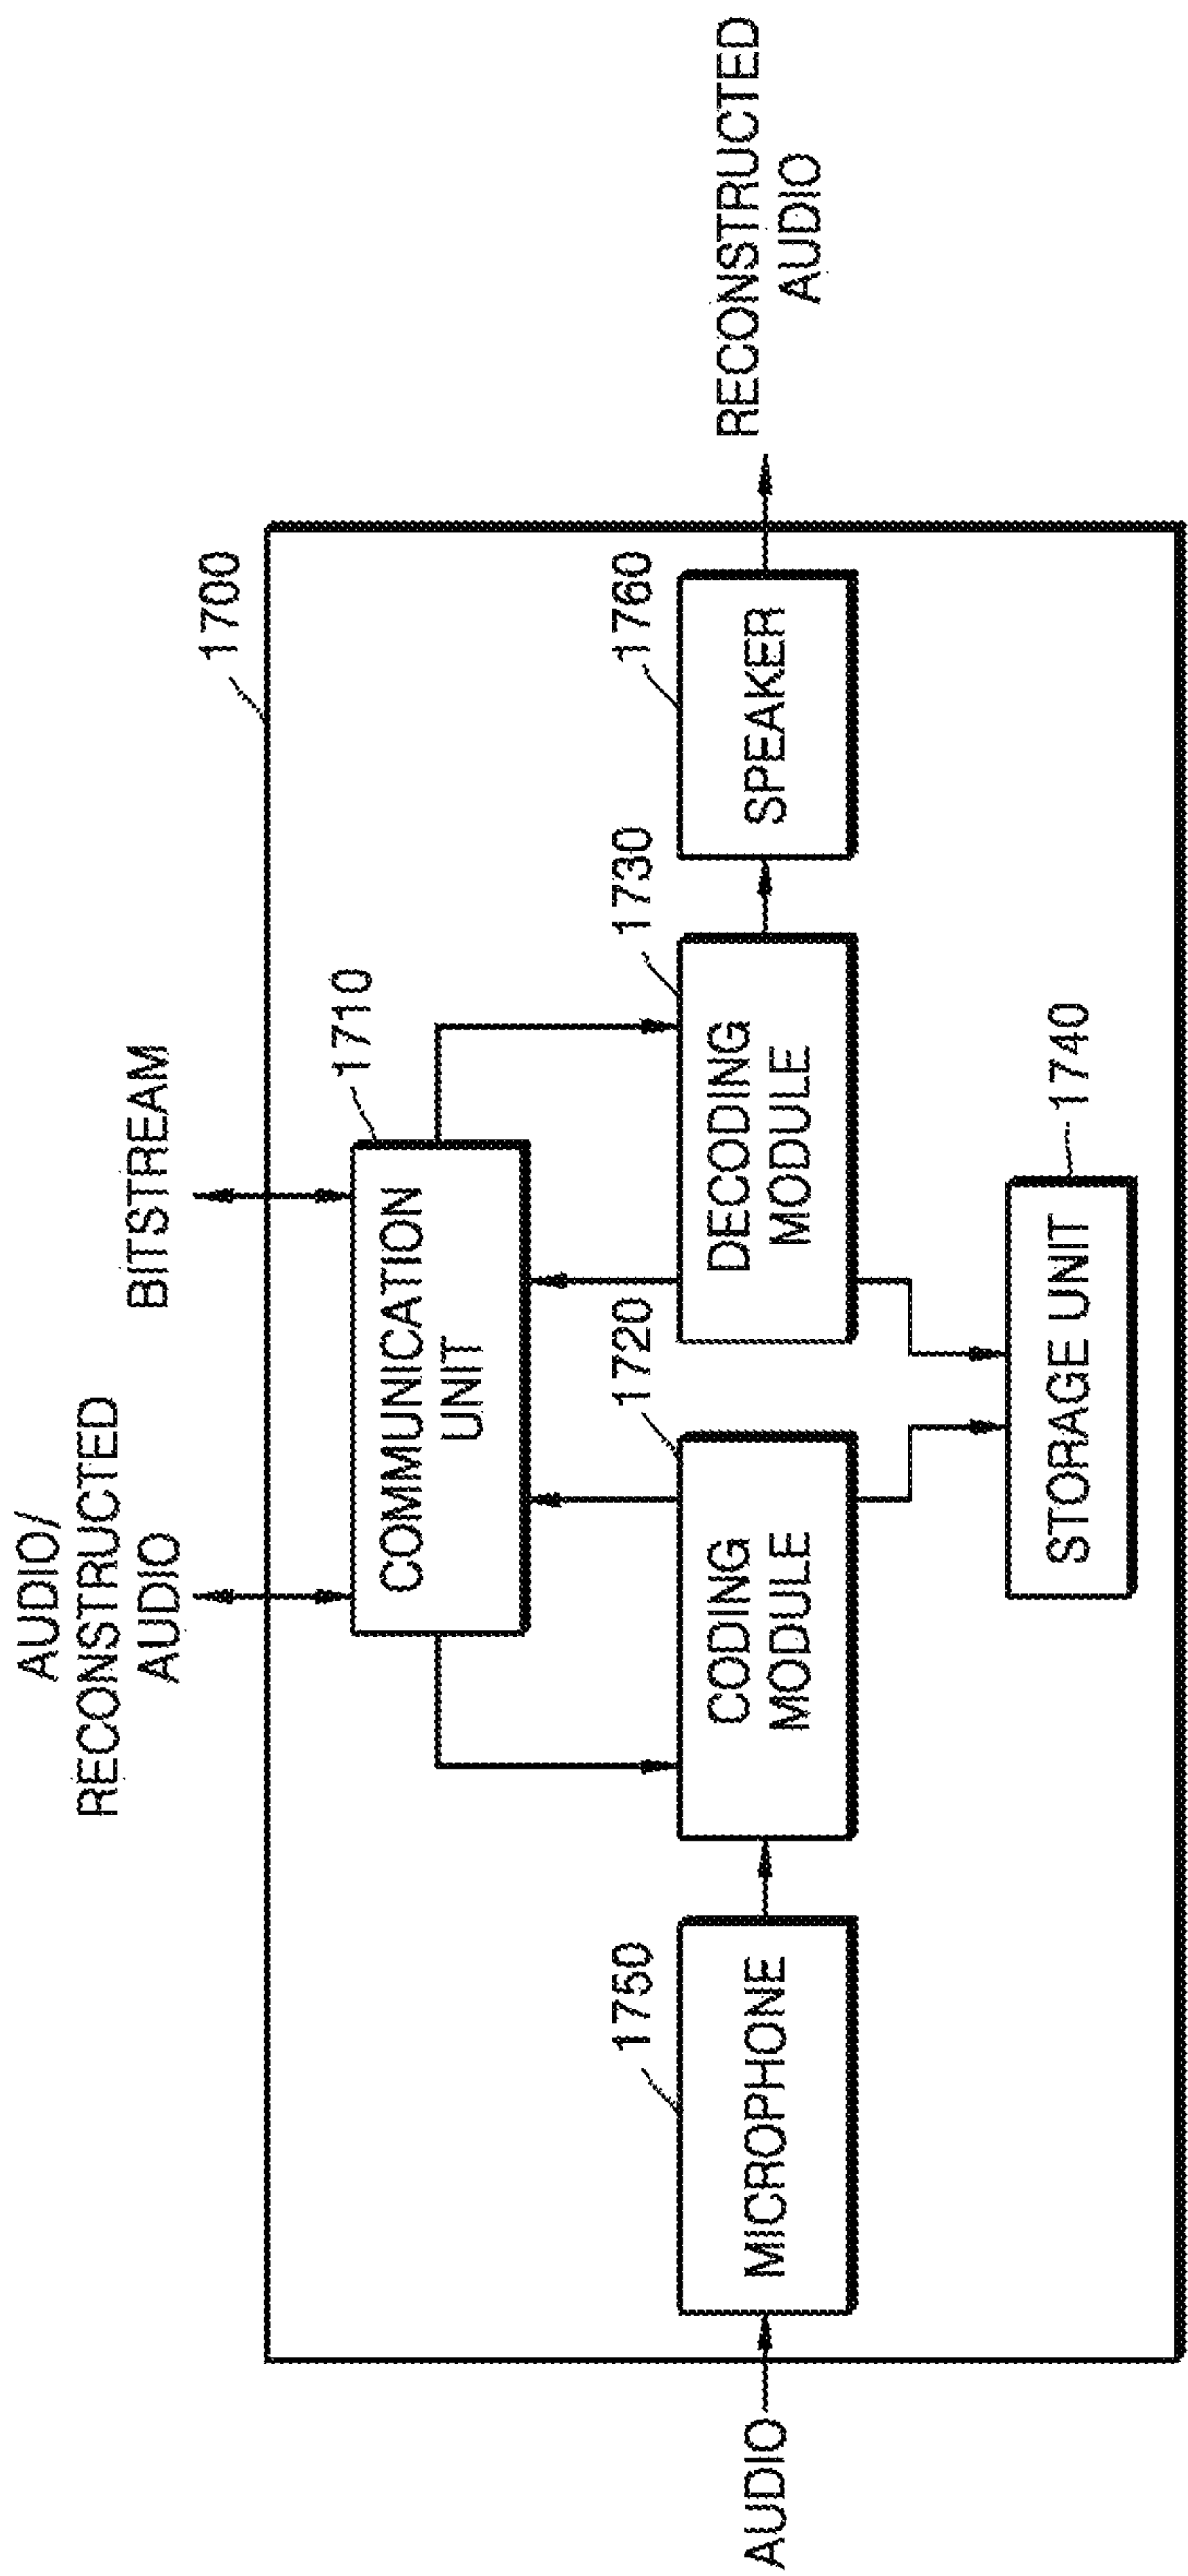 AUDIO/
RECONSTRUCTED
AUDIO
BITSTREAM
1700
1710
COMMUNICATION
UNIT
1750
MICROPHONE
1720
CODING
MODULE
1730
DECODING
MODULE
1760
SPEAKER
AUDIO
RECONSTRUCTED
AUDIO
STORAGE UNIT
1740